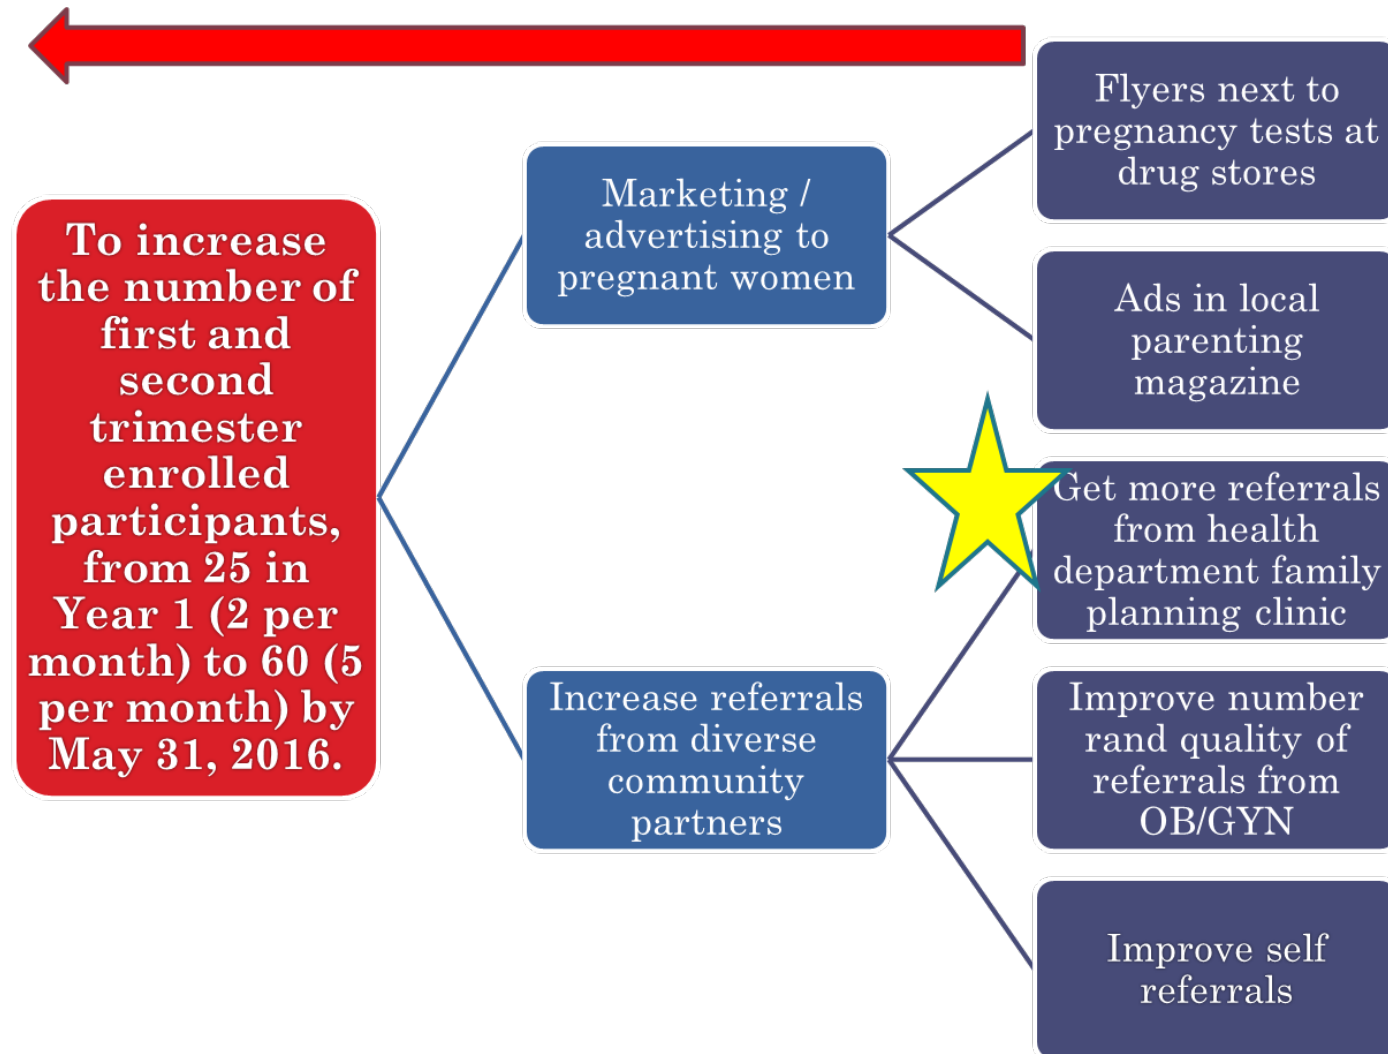 To increase
the number of
first and
second
trimester
enrolled
participants,
from 25 in
Year 1 (2 per
month) to 60 (5
per month) by
May 31, 2016.
Marketing /
advertising to
pregnant women
Increase referrals
from diverse
community
partners
Flyers next to
pregnancy tests at
drug stores
Ads in local
parenting
magazine
Get more referrals
from health
department family
planning clinic
Improve number
rand quality of
referrals from
OB/GYN
Improve self
referrals